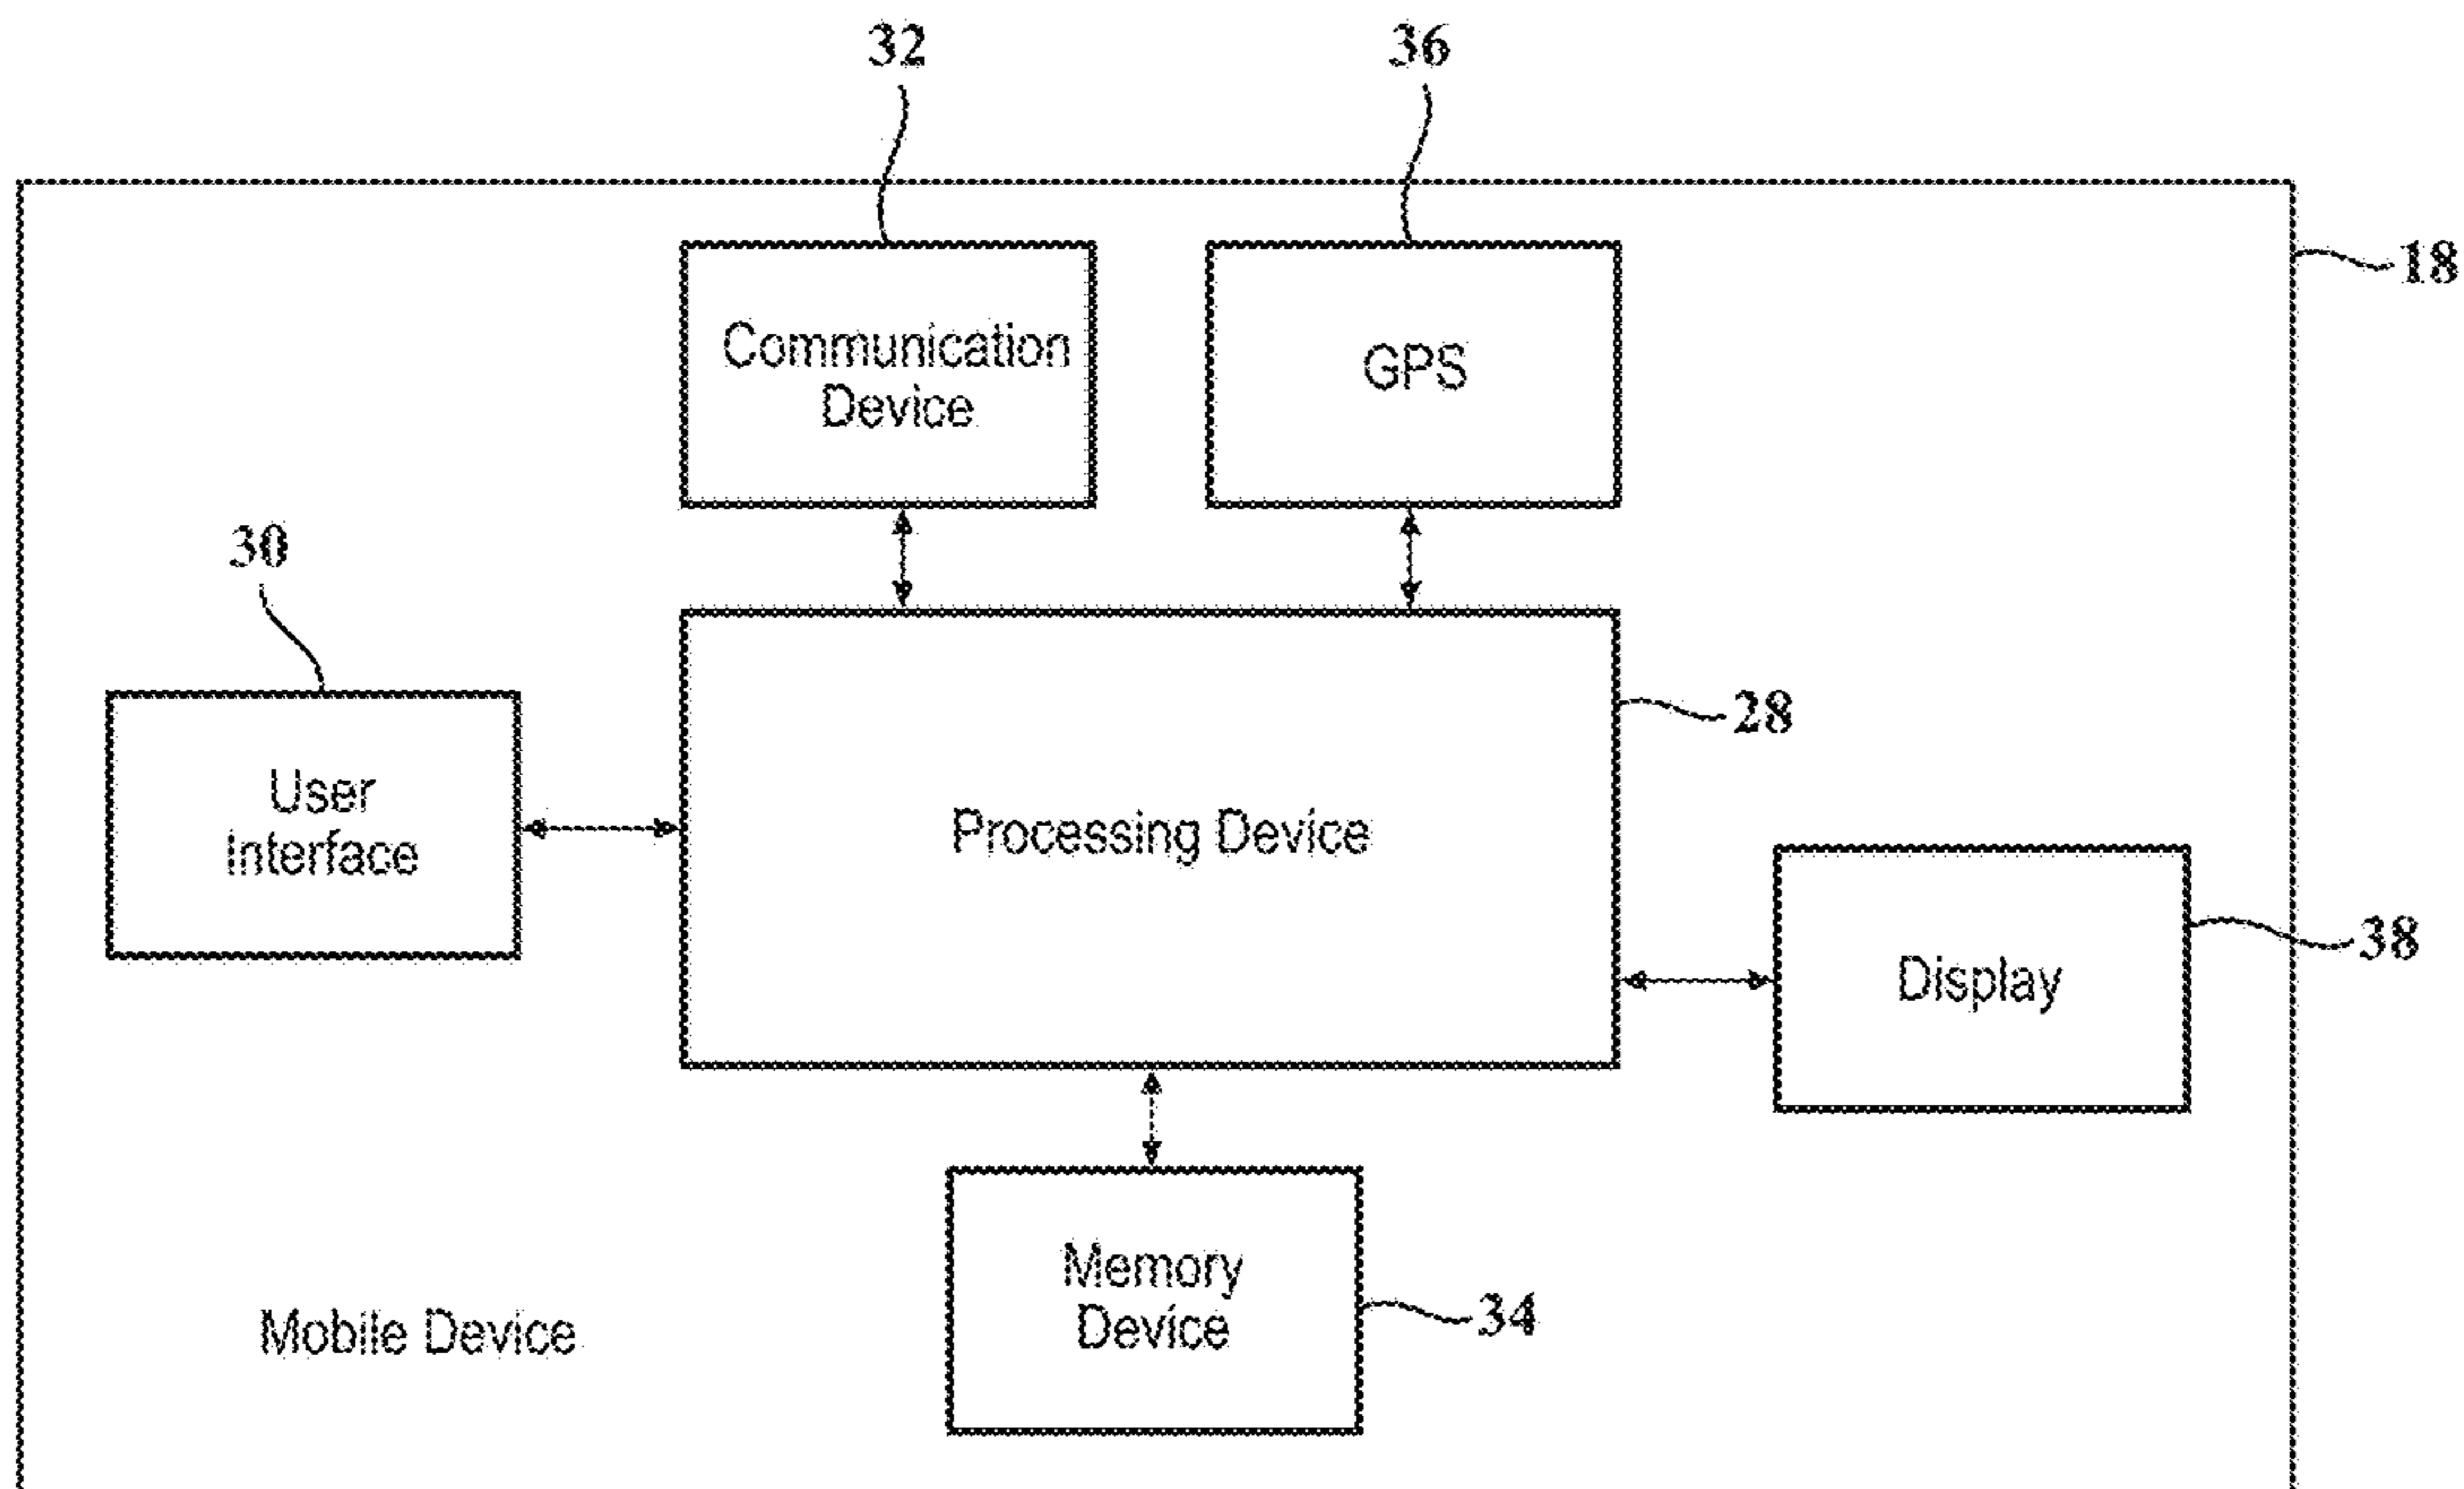 32
36
18
Communication
Device
GPS
30
28
User
Interface
Processing Device
38
Display
Memory
Device
34
Mobile Device